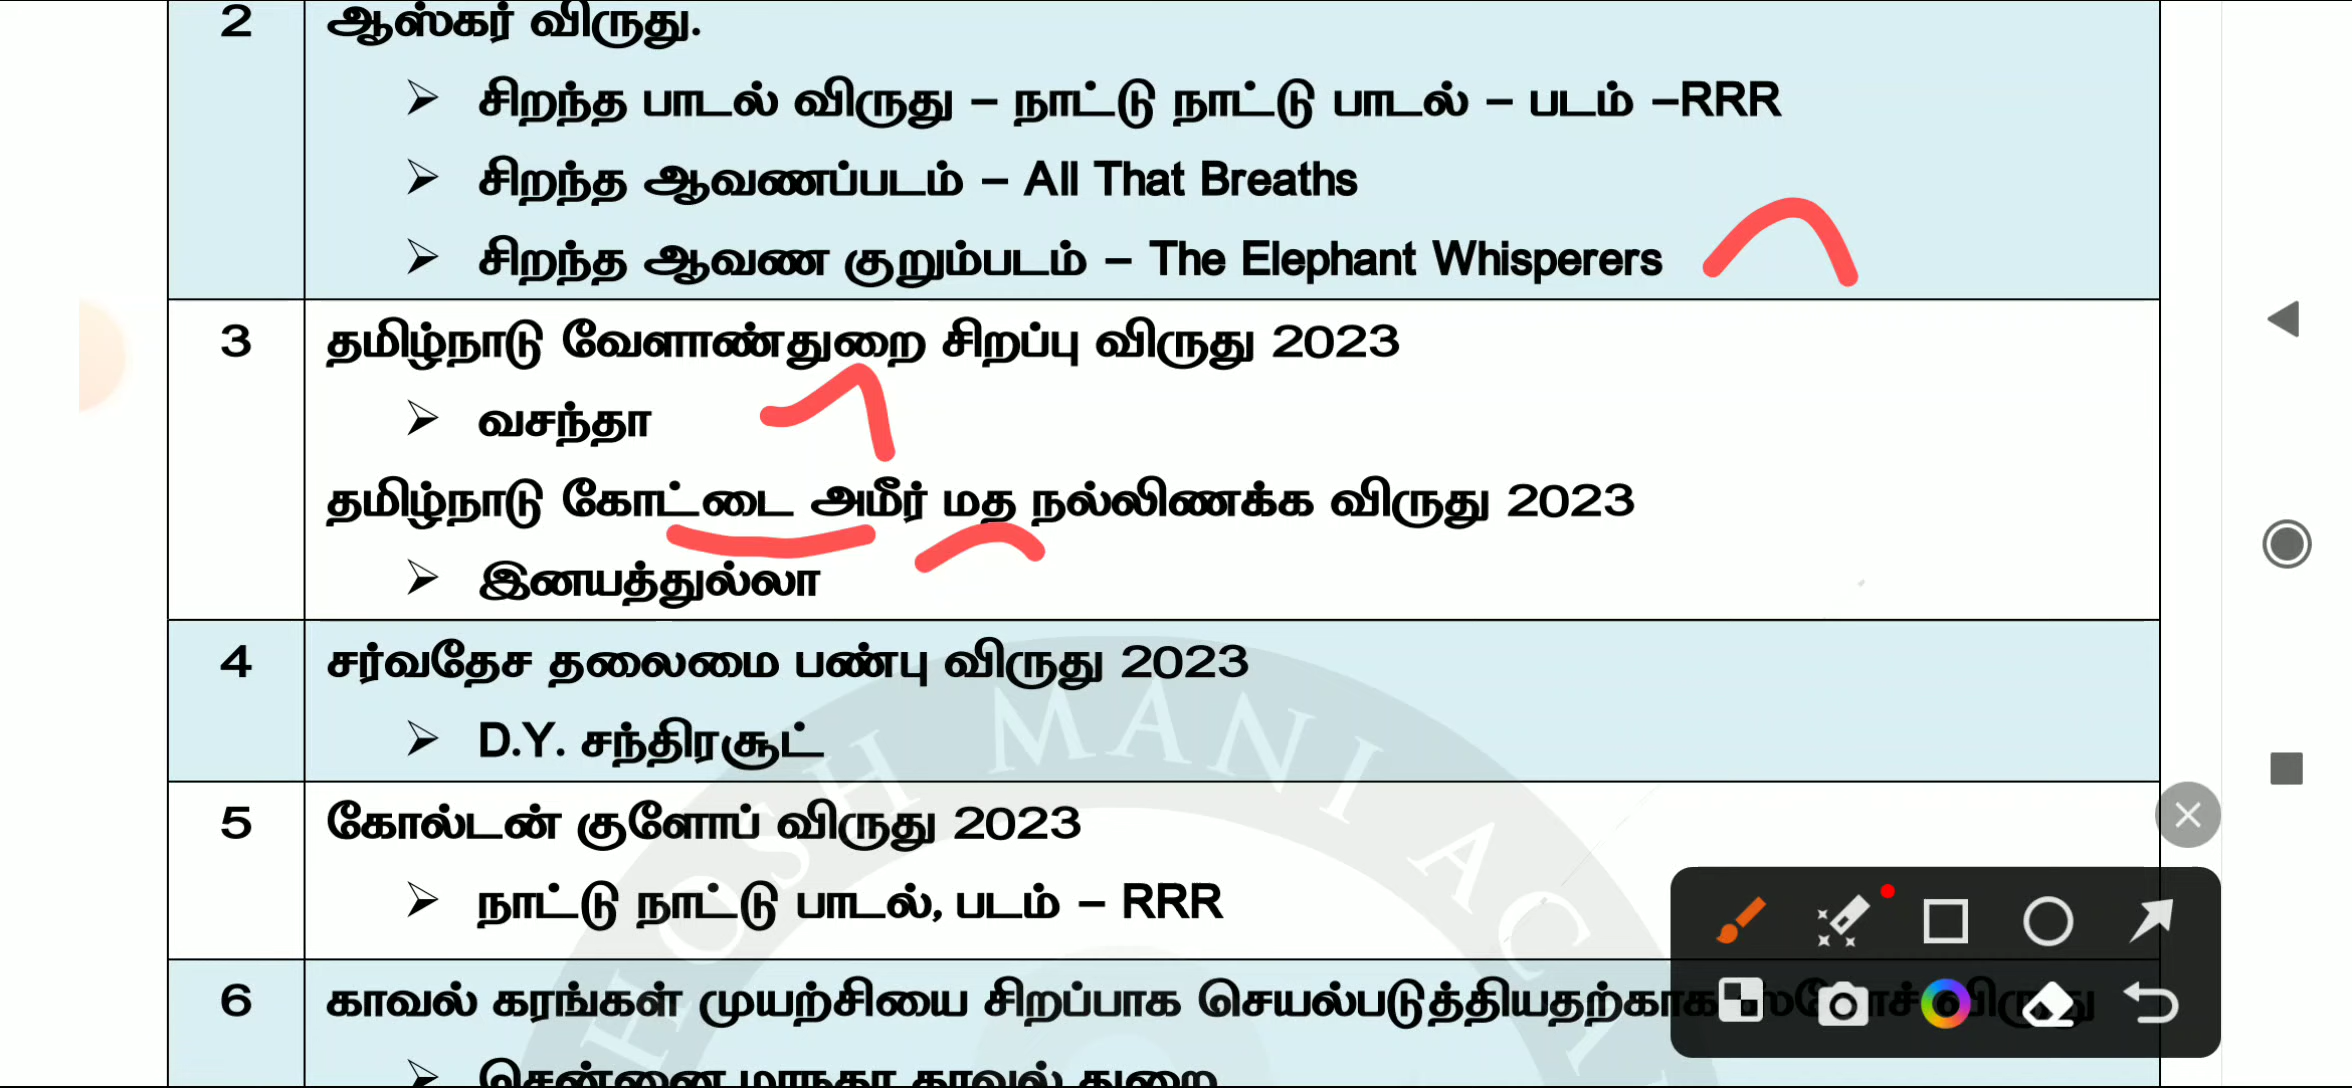 2 ஆஸ்கர் விருது.
➢ சிறந்த பாடல் விருது – நாட்டு நாட்டு பாடல் – படம் –RRR
➢ சிறந்த ஆவணப்படம் – All That Breaths
➢ சிறந்த ஆவண குறும்படம் – The Elephant Whisperers
3 தமிழ்நாடு வேளாண்துறை சிறப்பு விருது 2023
➢ வசந்தா
தமிழ்நாடு கோட்டை அமீர் மத நல்லிணக்க விருது 2023
➢ இனயத்துல்லா
4 சர்வதேச தலைமை பண்பு விருது 2023
➢ D.Y. சந்திரசூட்
5 கோல்டன் குளோப் விருது 2023
➢ நாட்டு நாட்டு பாடல், படம் – RRR
6 காவல் கரங்கள் முயற்சியை சிறப்பாக செயல்படுத்தியதற்காக ஸ்கோச் விருது
➢ சென்னை மாநகர காவல் துறை
HOSH MANI ACA